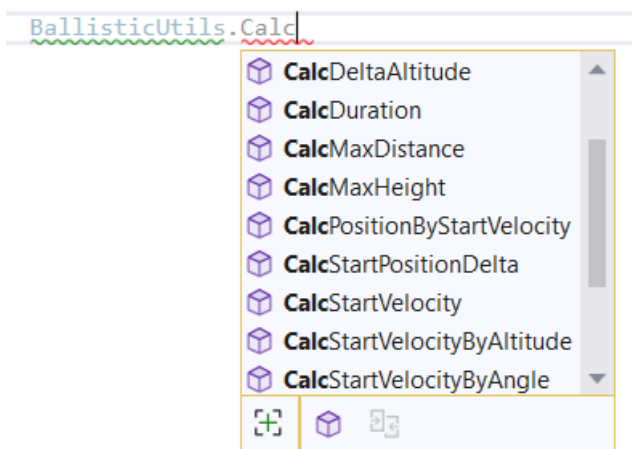 BallisticUtils.Calc
CalcDeltaAltitude
CalcDuration
CalcMaxDistance
CalcMaxHeight
CalcPositionByStartVelocity
CalcStartPositionDelta
CalcStartVelocity
CalcStartVelocityByAltitude
CalcStartVelocityByAngle